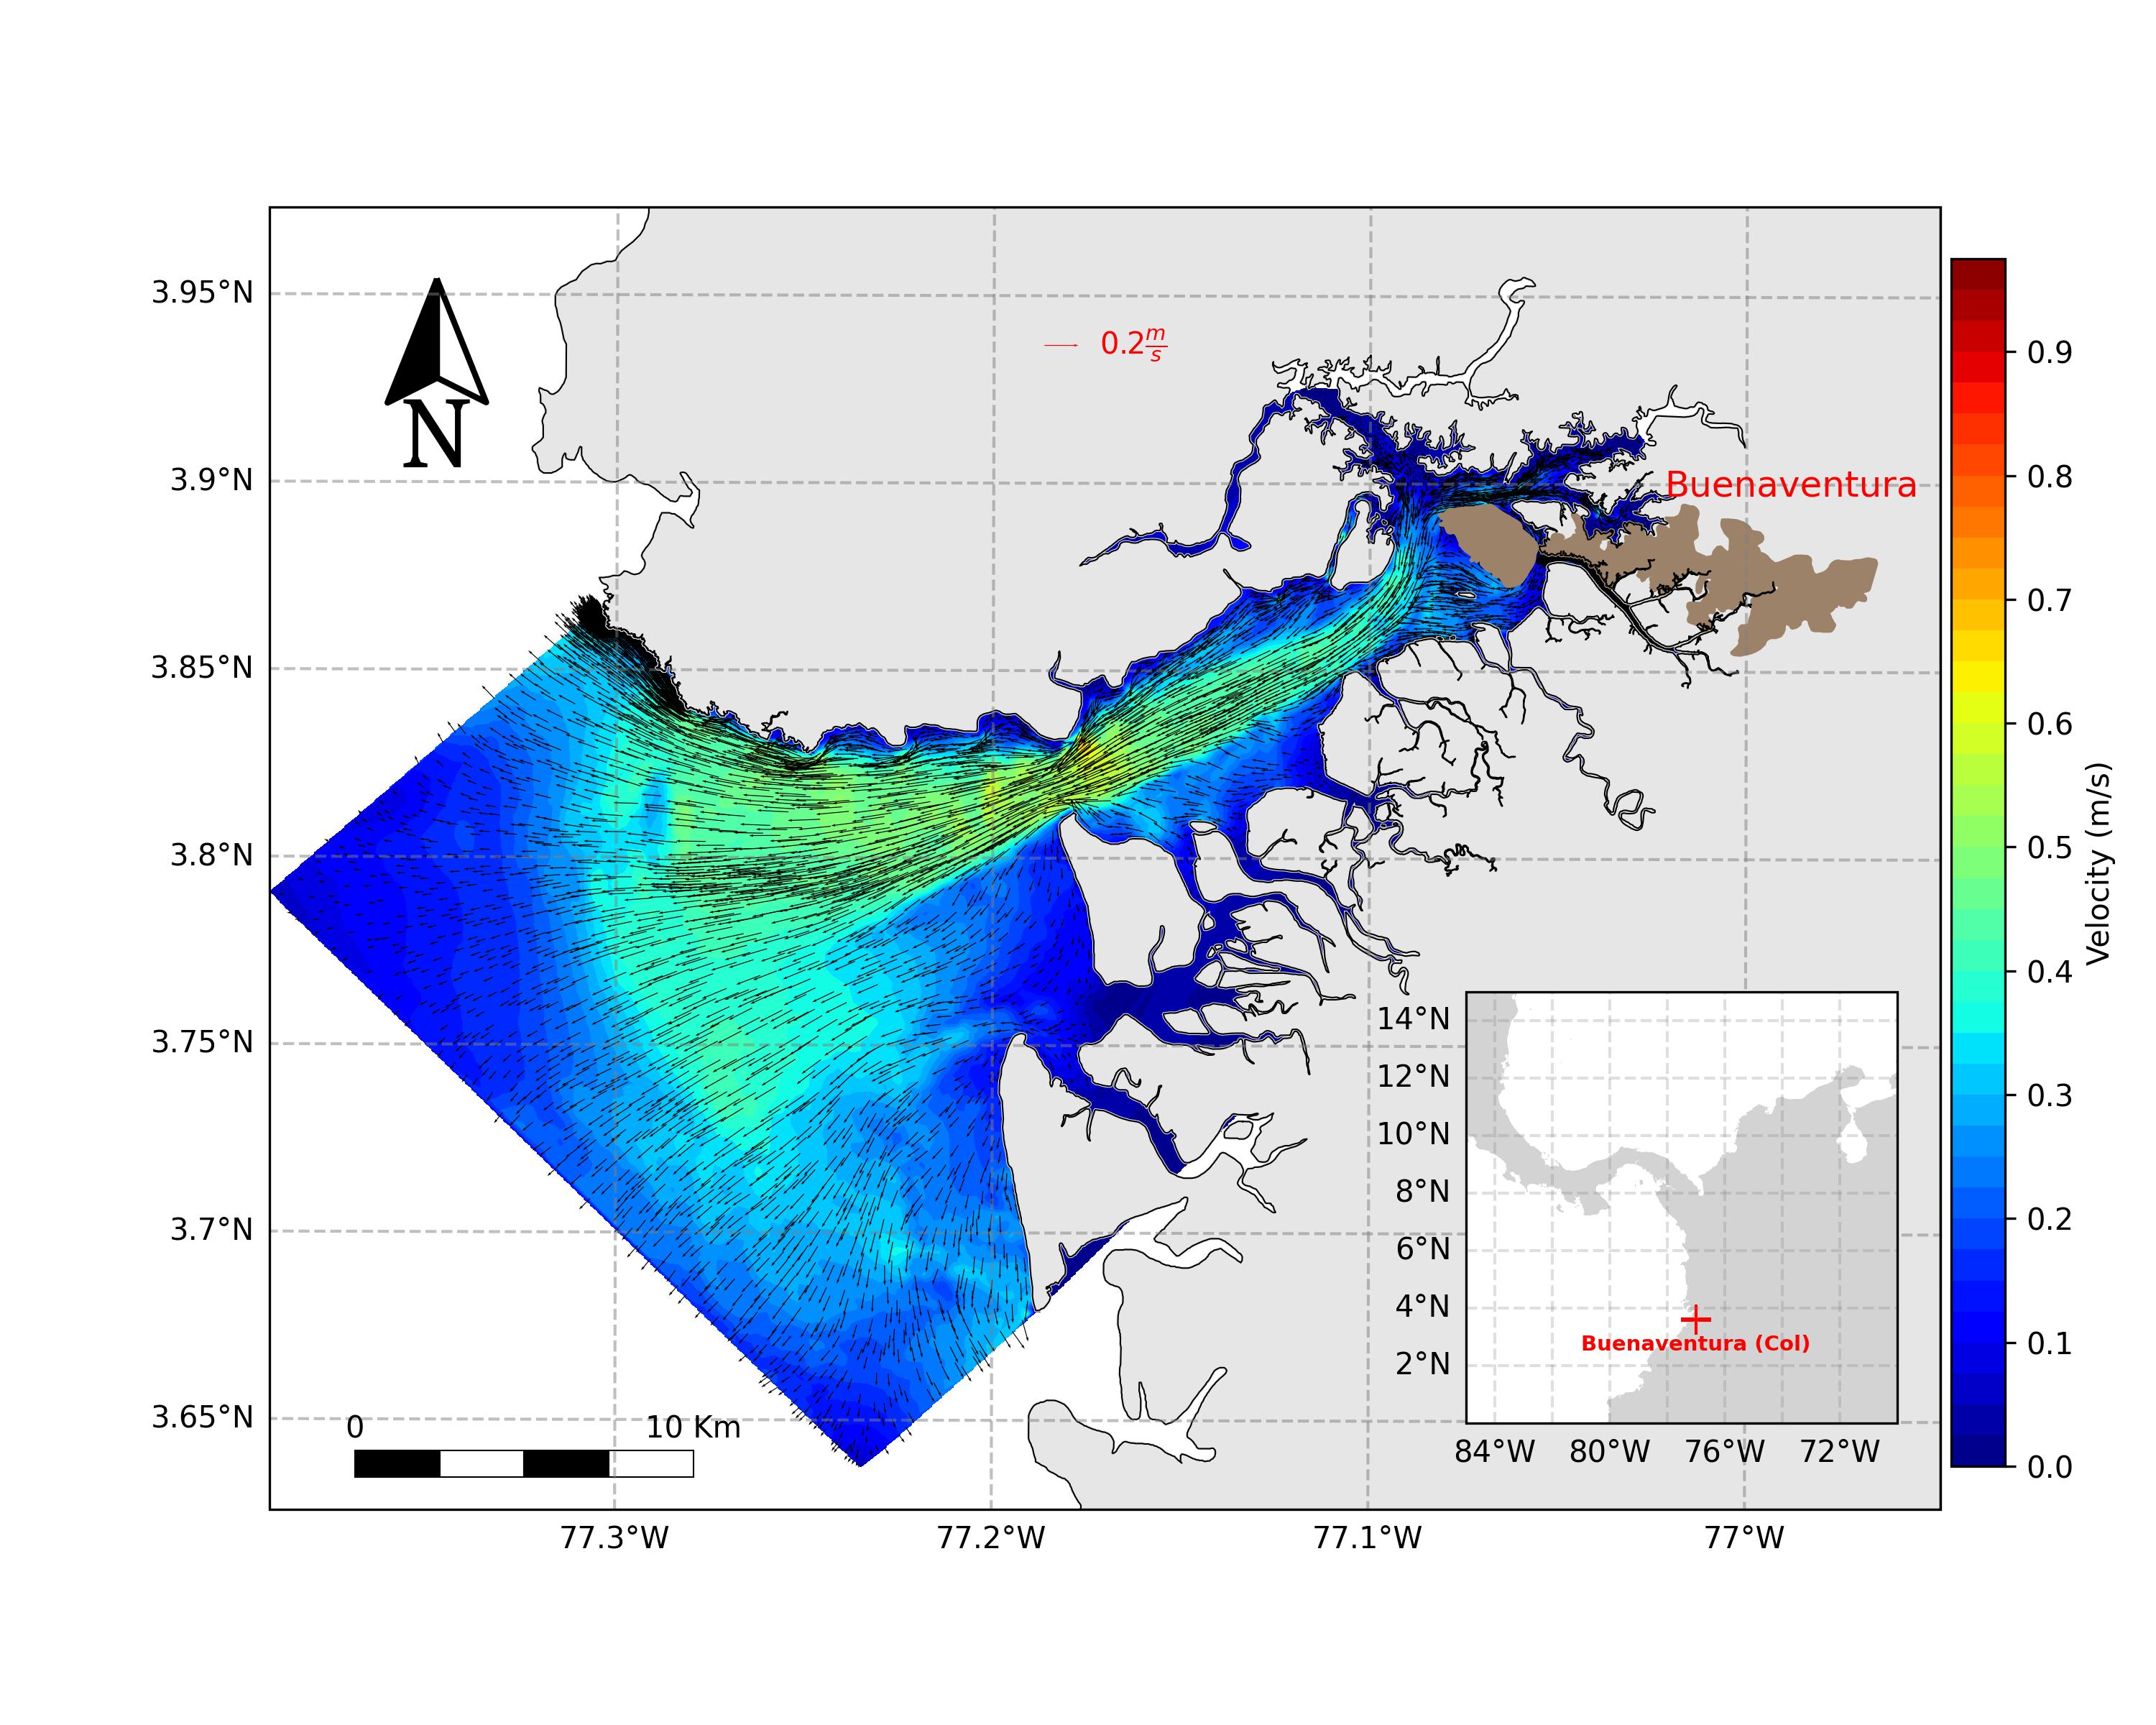 3.95°N
3.9°N
3.85°N
3.8°N
3.75°N
3.7°N
3.65°N
N
0.2 m/s
Buenaventura
0 10 Km
77.3°W 77.2°W 77.1°W 77°W
14°N
12°N
10°N
8°N
6°N
4°N
2°N
Buenaventura (Col)
84°W 80°W 76°W 72°W
0.9
0.8
0.7
0.6
0.5
0.4
0.3
0.2
0.1
0.0
Velocity (m/s)